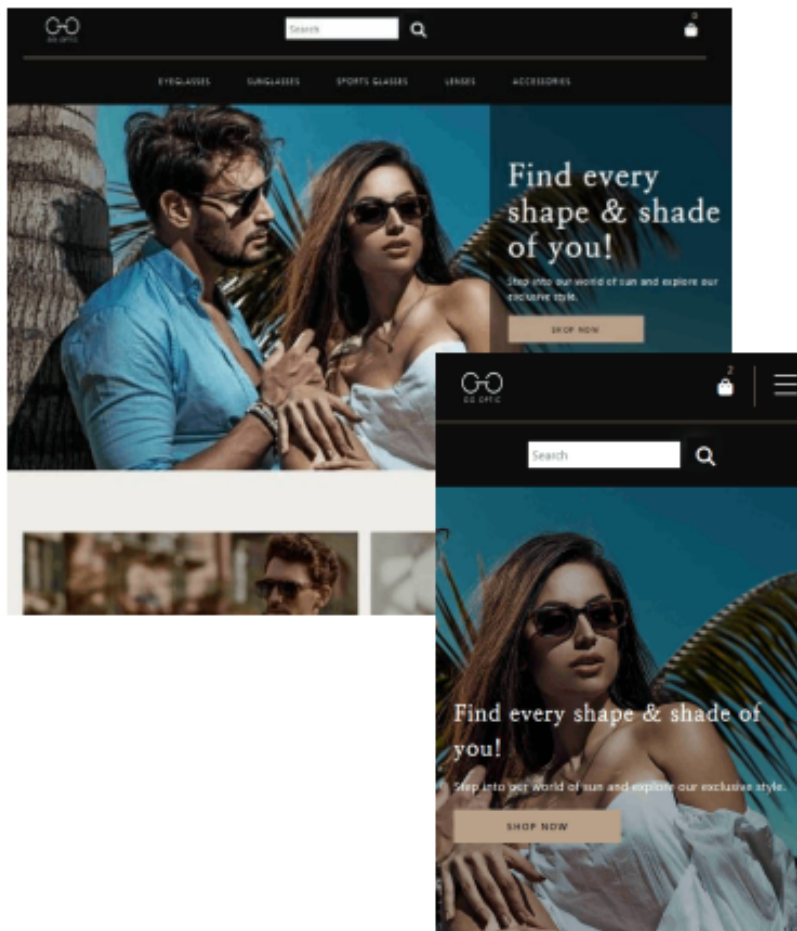 GG OPTIC
Search
0
EYEGLASSES SUNGLASSES SPORTS GLASSES LENSES ACCESSORIES
Find every
shape & shade
of you!
Step into our world of sun and explore our
exclusive style.
SHOP NOW
GG OPTIC
2
Search
Find every shape & shade of
you!
Step into our world of sun and explore our exclusive style.
SHOP NOW